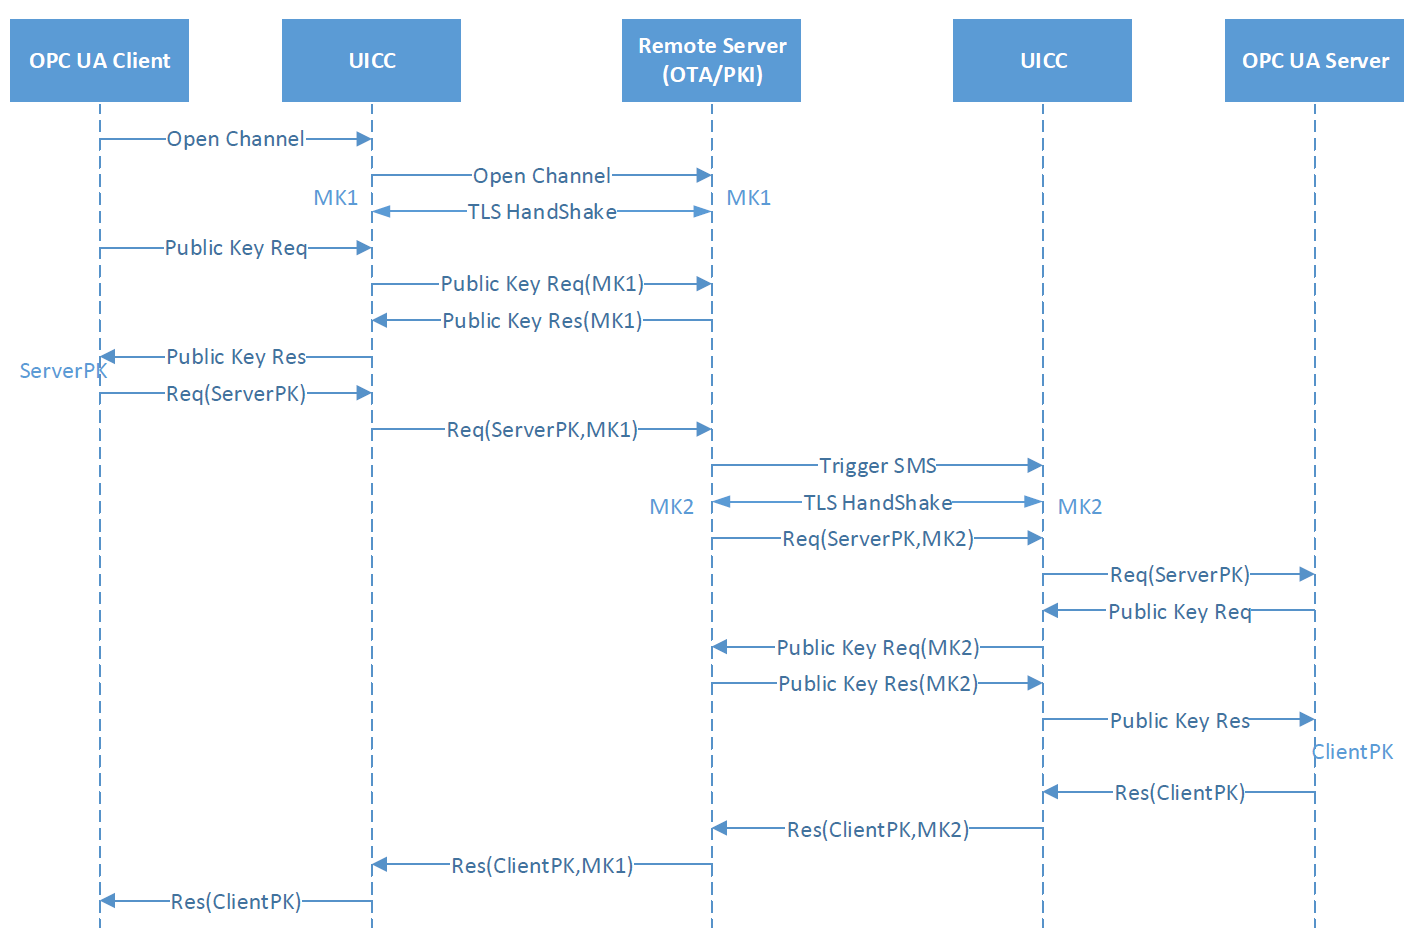 OPC UA Client
UICC
Remote Server
(OTA/PKI)
UICC
OPC UA Server
Open Channel
Open Channel
MK1
MK1
TLS HandShake
Public Key Req
Public Key Req(MK1)
Public Key Res(MK1)
Public Key Res
ServerPK
Req(ServerPK)
Req(ServerPK,MK1)
Trigger SMS
TLS HandShake
MK2
MK2
Req(ServerPK,MK2)
Req(ServerPK)
Public Key Req
Public Key Req(MK2)
Public Key Res(MK2)
Public Key Res
ClientPK
Res(ClientPK)
Res(ClientPK,MK2)
Res(ClientPK,MK1)
Res(ClientPK)